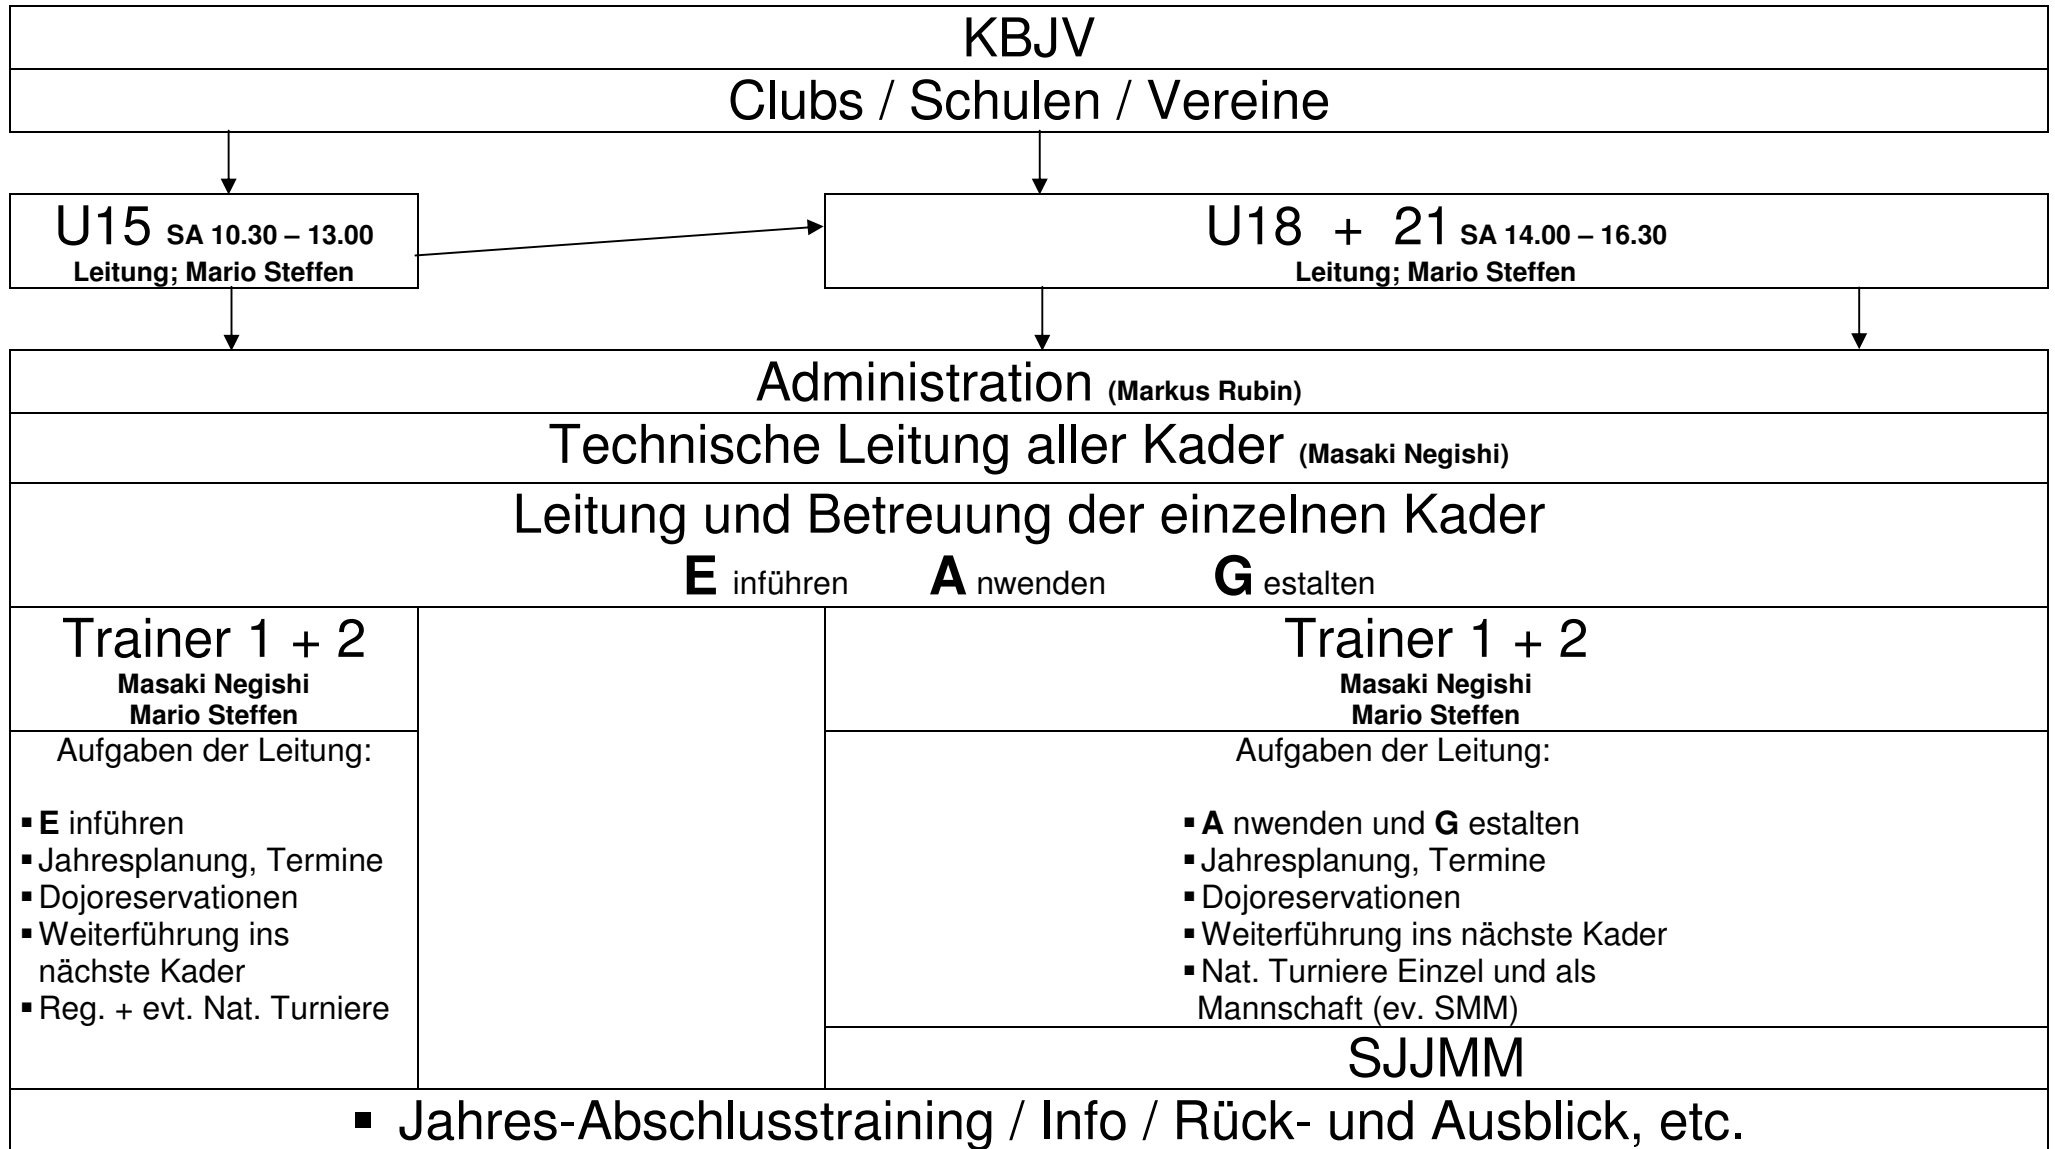 KBJV
Clubs / Schulen / Vereine
U15 SA 10.30 – 13.00
Leitung; Mario Steffen
U18 + 21 SA 14.00 – 16.30
Leitung; Mario Steffen
Administration (Markus Rubin)
Technische Leitung aller Kader (Masaki Negishi)
Leitung und Betreuung der einzelnen Kader
E inführen A nwenden G estalten
Trainer 1 + 2
Masaki Negishi
Mario Steffen
Aufgaben der Leitung:
▪ E inführen
▪ Jahresplanung, Termine
▪ Dojoreservationen
▪ Weiterführung ins
nächste Kader
▪ Reg. + evt. Nat. Turniere
Trainer 1 + 2
Masaki Negishi
Mario Steffen
Aufgaben der Leitung:
▪ A nwenden und G estalten
▪ Jahresplanung, Termine
▪ Dojoreservationen
▪ Weiterführung ins nächste Kader
▪ Nat. Turniere Einzel und als
Mannschaft (ev. SMM)
SJJMM
▪ Jahres-Abschlusstraining / Info / Rück- und Ausblick, etc.